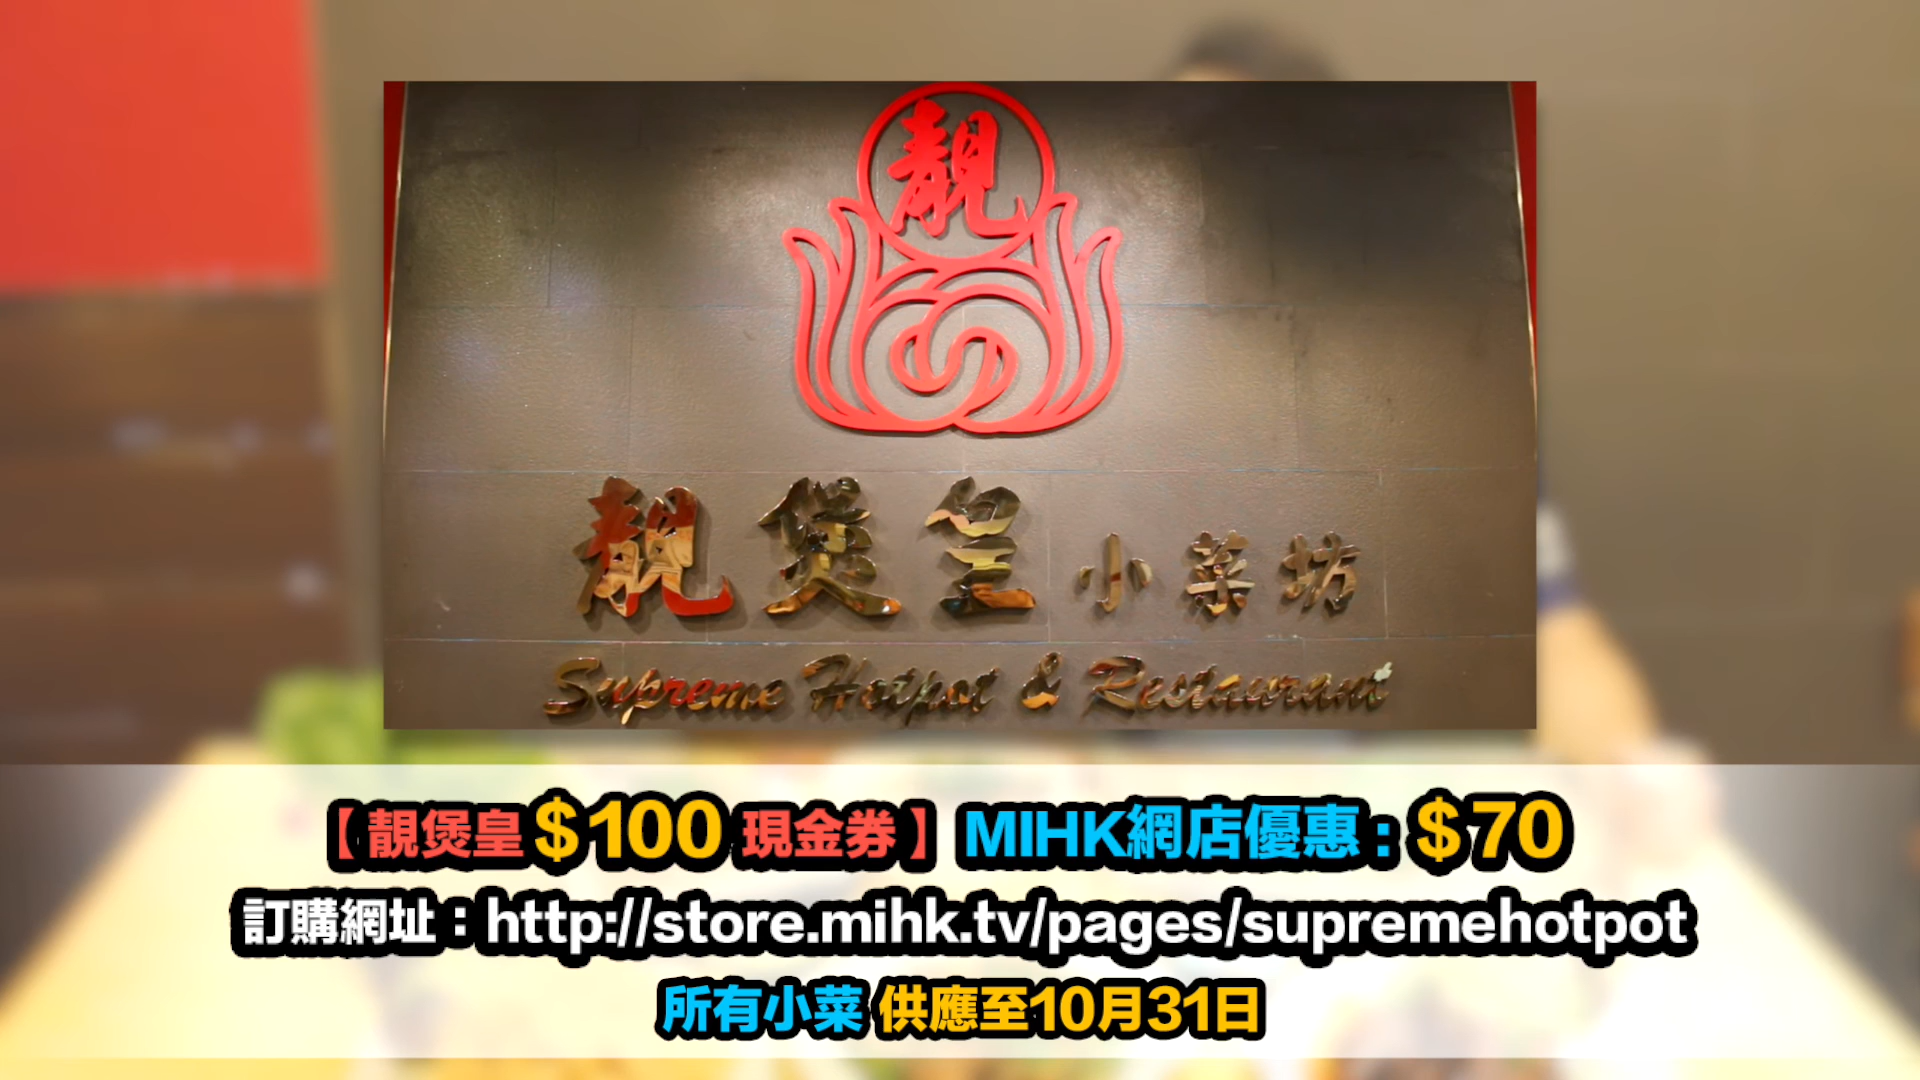 靚
靚煲皇小菜坊
Supreme Hotpot & Restaurant
【靚煲皇$100現金券】MIHK網店優惠:$70
訂購網址：http://store.mihk.tv/pages/supremehotpot
所有小菜 供應至10月31日